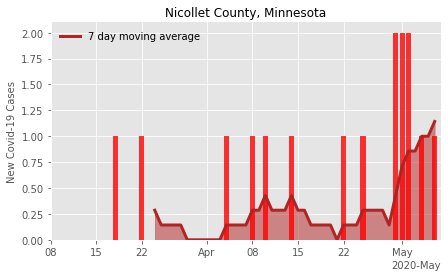 Nicollet County, Minnesota
7 day moving average
New Covid-19 Cases
2.00
1.75
1.50
1.25
1.00
0.75
0.50
0.25
0.00
08 15 22 Apr 08 15 22 May
2020-May